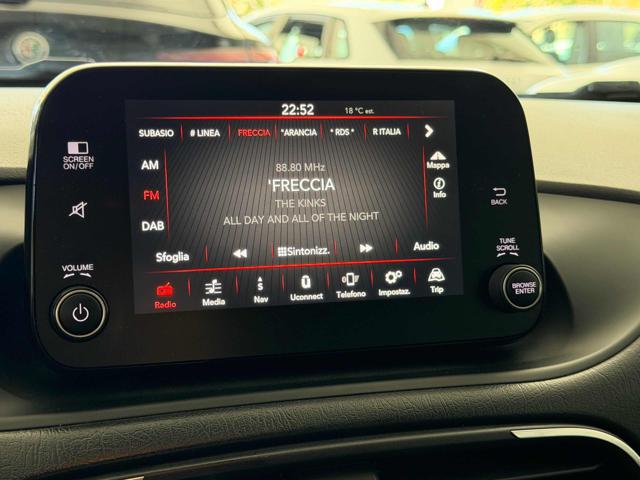 22:52
18 °C est.
SUBASIO # LINEA FRECCIA "ARANCIA * RDS * R ITALIA
SCREEN
ON/OFF
AM
FM
DAB
88.80 MHz
'FRECCIA
THE KINKS
ALL DAY AND ALL OF THE NIGHT
Mappa
i
Info
BACK
Sfoglia Sintonizz. Audio
VOLUME
TUNE
SCROLL
BROWSE
ENTER
Radio Media Nav Uconnect Telefono Impostaz. Trip